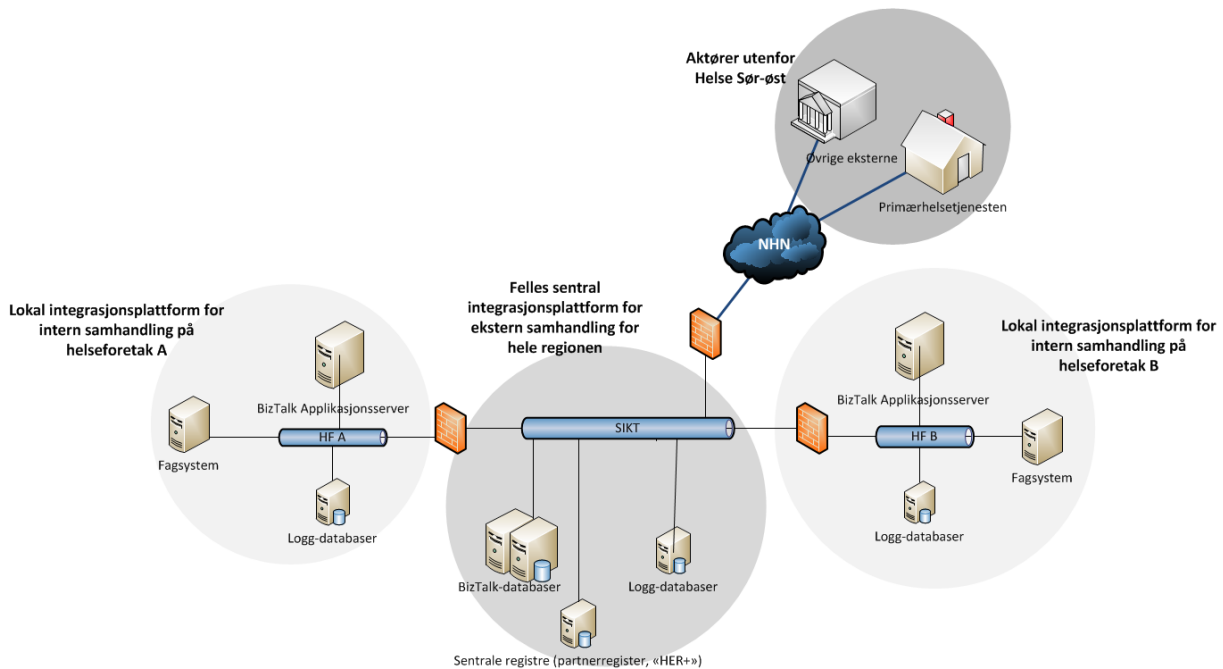 Aktører utenfor
Helse Sør-øst
Øvrige eksterne
Primærhelsetjenesten
NHN
Felles sentral
integrasjonsplattform for
ekstern samhandling for
hele regionen
Lokal integrasjonsplattform for
intern samhandling på
helseforetak A
BizTalk Applikasjonsserver
HF A
Fagsystem
Logg-databaser
SIKT
BizTalk-databaser
Logg-databaser
Sentrale registre (partnerregister, «HER+»)
Lokal integrasjonsplattform for
intern samhandling på
helseforetak B
BizTalk Applikasjonsserver
HF B
Fagsystem
Logg-databaser